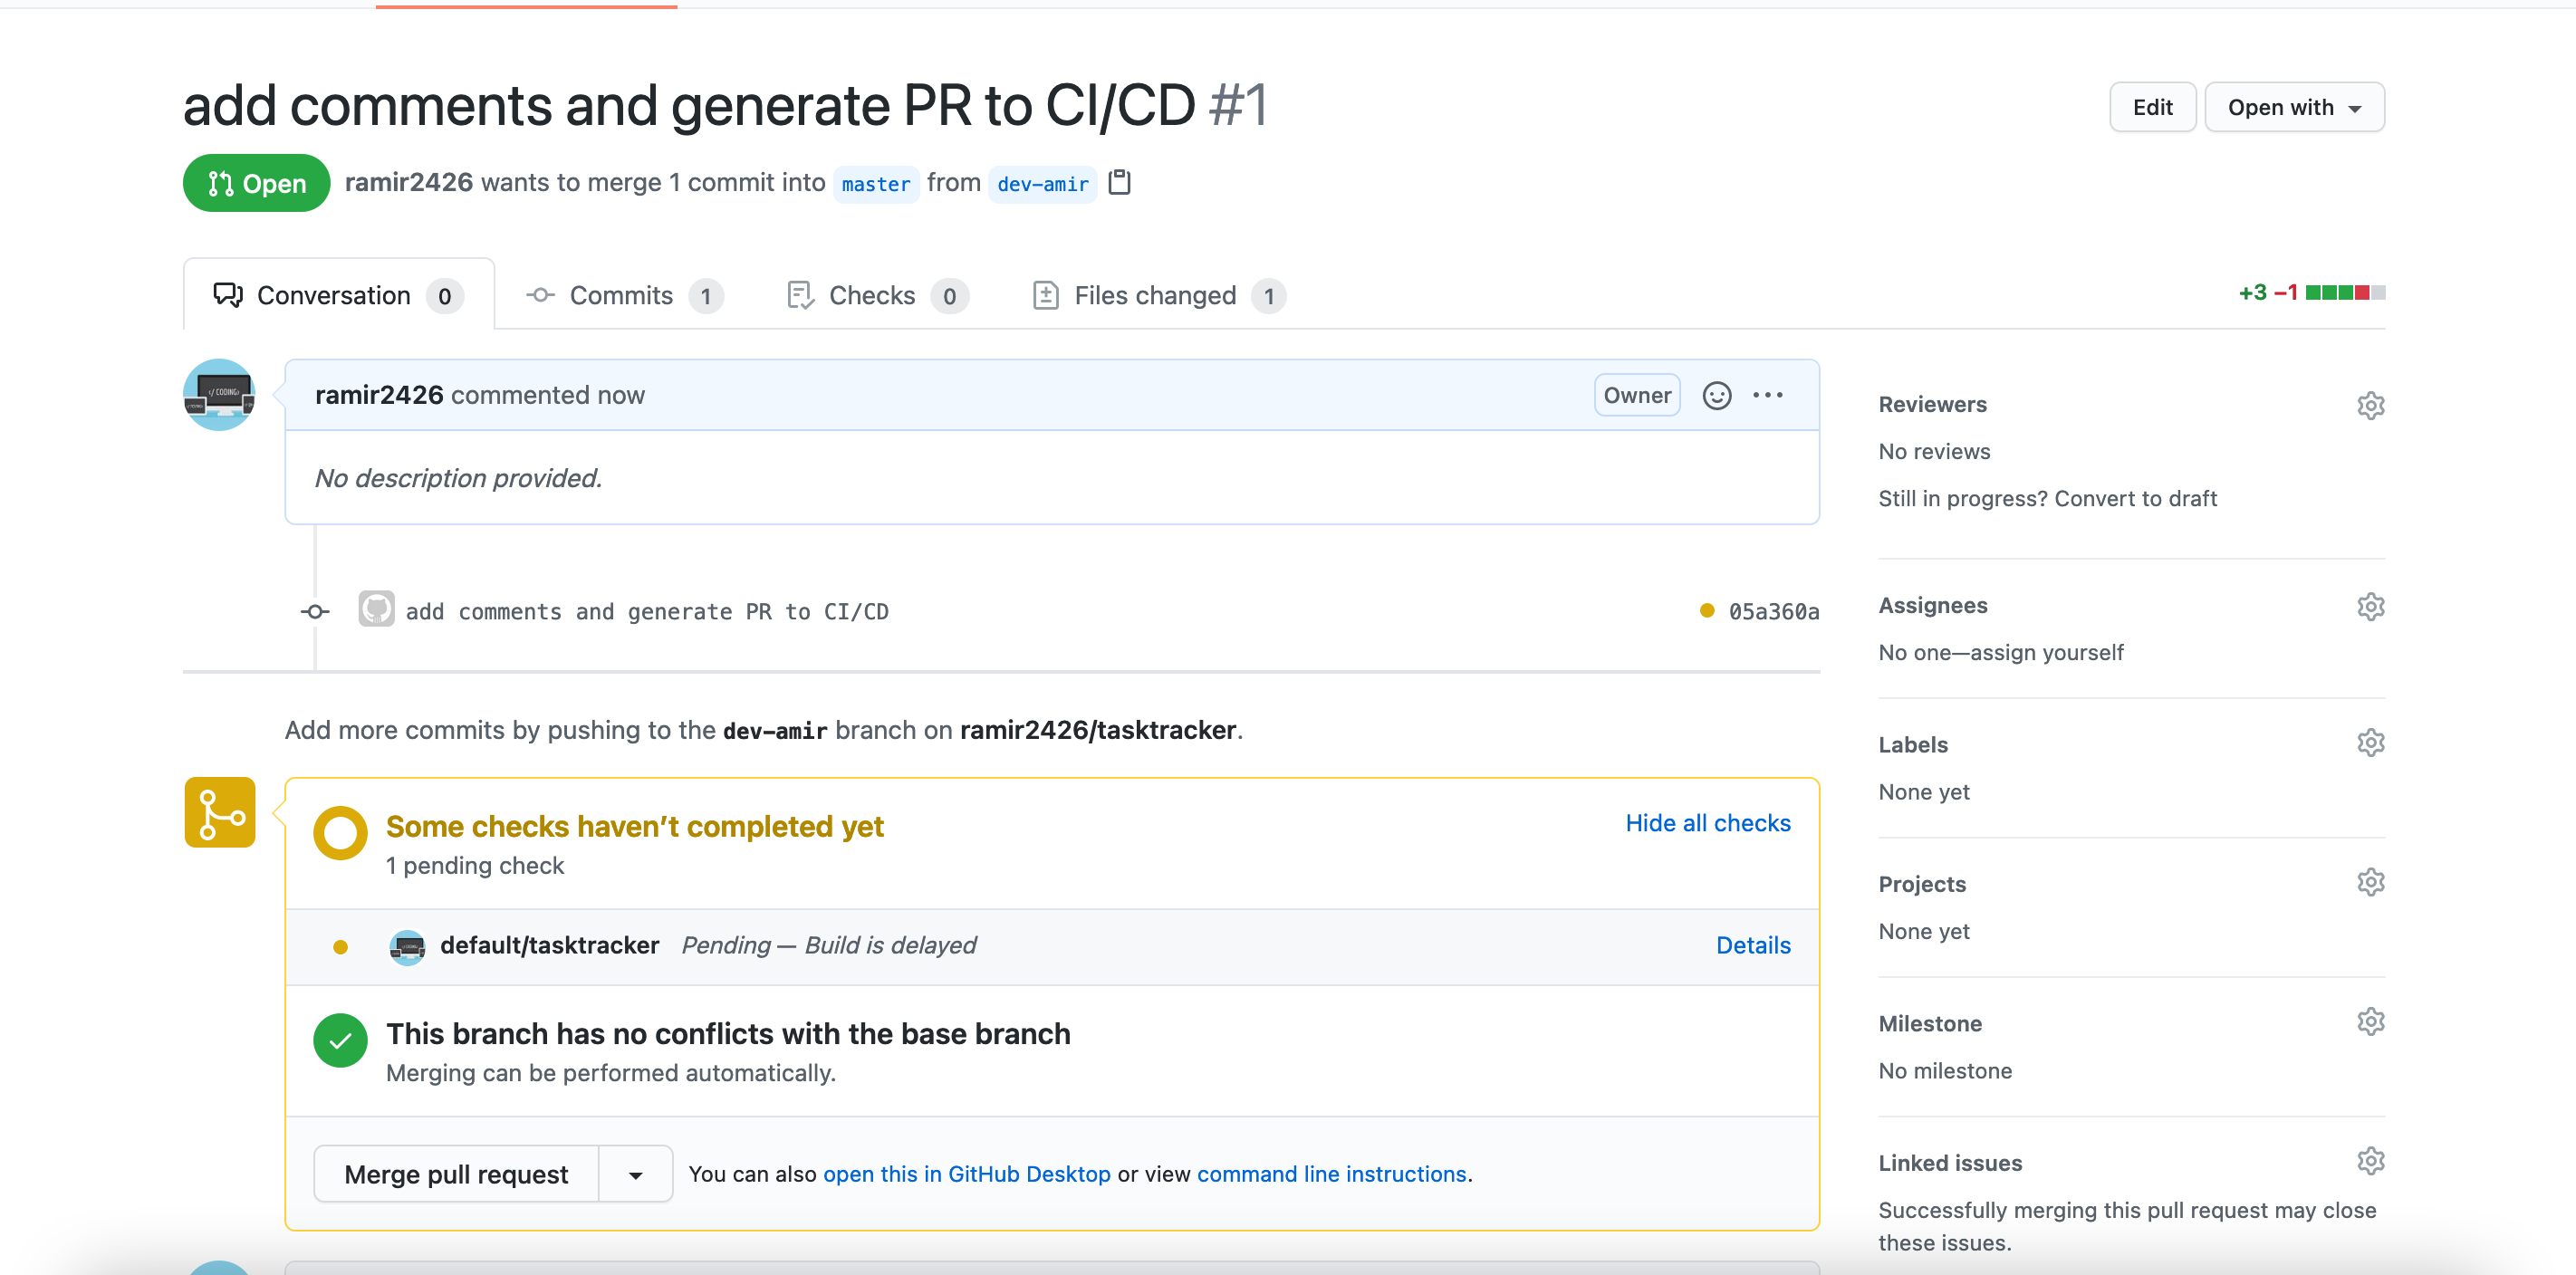 add comments and generate PR to CI/CD #1
Edit
Open with
Open
ramir2426 wants to merge 1 commit into master from dev-amir
Conversation 0
Commits 1
Checks 0
Files changed 1
+3 −1
ramir2426 commented now
Owner
No description provided.
add comments and generate PR to CI/CD
05a360a
Add more commits by pushing to the dev-amir branch on ramir2426/tasktracker.
Some checks haven’t completed yet
Hide all checks
1 pending check
default/tasktracker Pending — Build is delayed
Details
This branch has no conflicts with the base branch
Merging can be performed automatically.
Merge pull request
You can also open this in GitHub Desktop or view command line instructions.
Reviewers
No reviews
Still in progress? Convert to draft
Assignees
No one—assign yourself
Labels
None yet
Projects
None yet
Milestone
No milestone
Linked issues
Successfully merging this pull request may close
these issues.